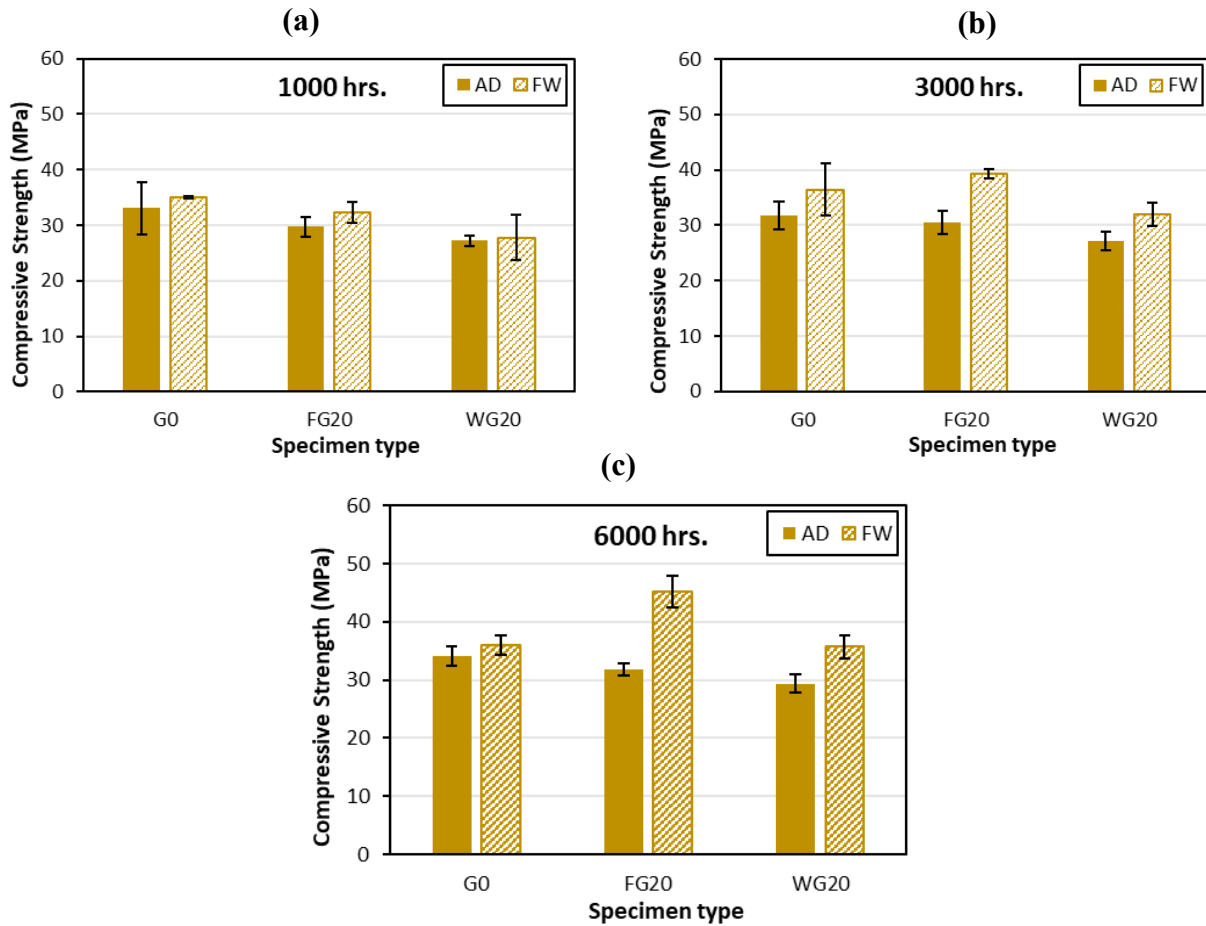 (a)
1000 hrs.
AD FW
Compressive Strength (MPa)
60
50
40
30
20
10
0
G0 FG20 WG20
Specimen type
(b)
3000 hrs.
AD FW
Compressive Strength (MPa)
60
50
40
30
20
10
0
G0 FG20 WG20
Specimen type
(c)
6000 hrs.
AD FW
Compressive Strength (MPa)
60
50
40
30
20
10
0
G0 FG20 WG20
Specimen type